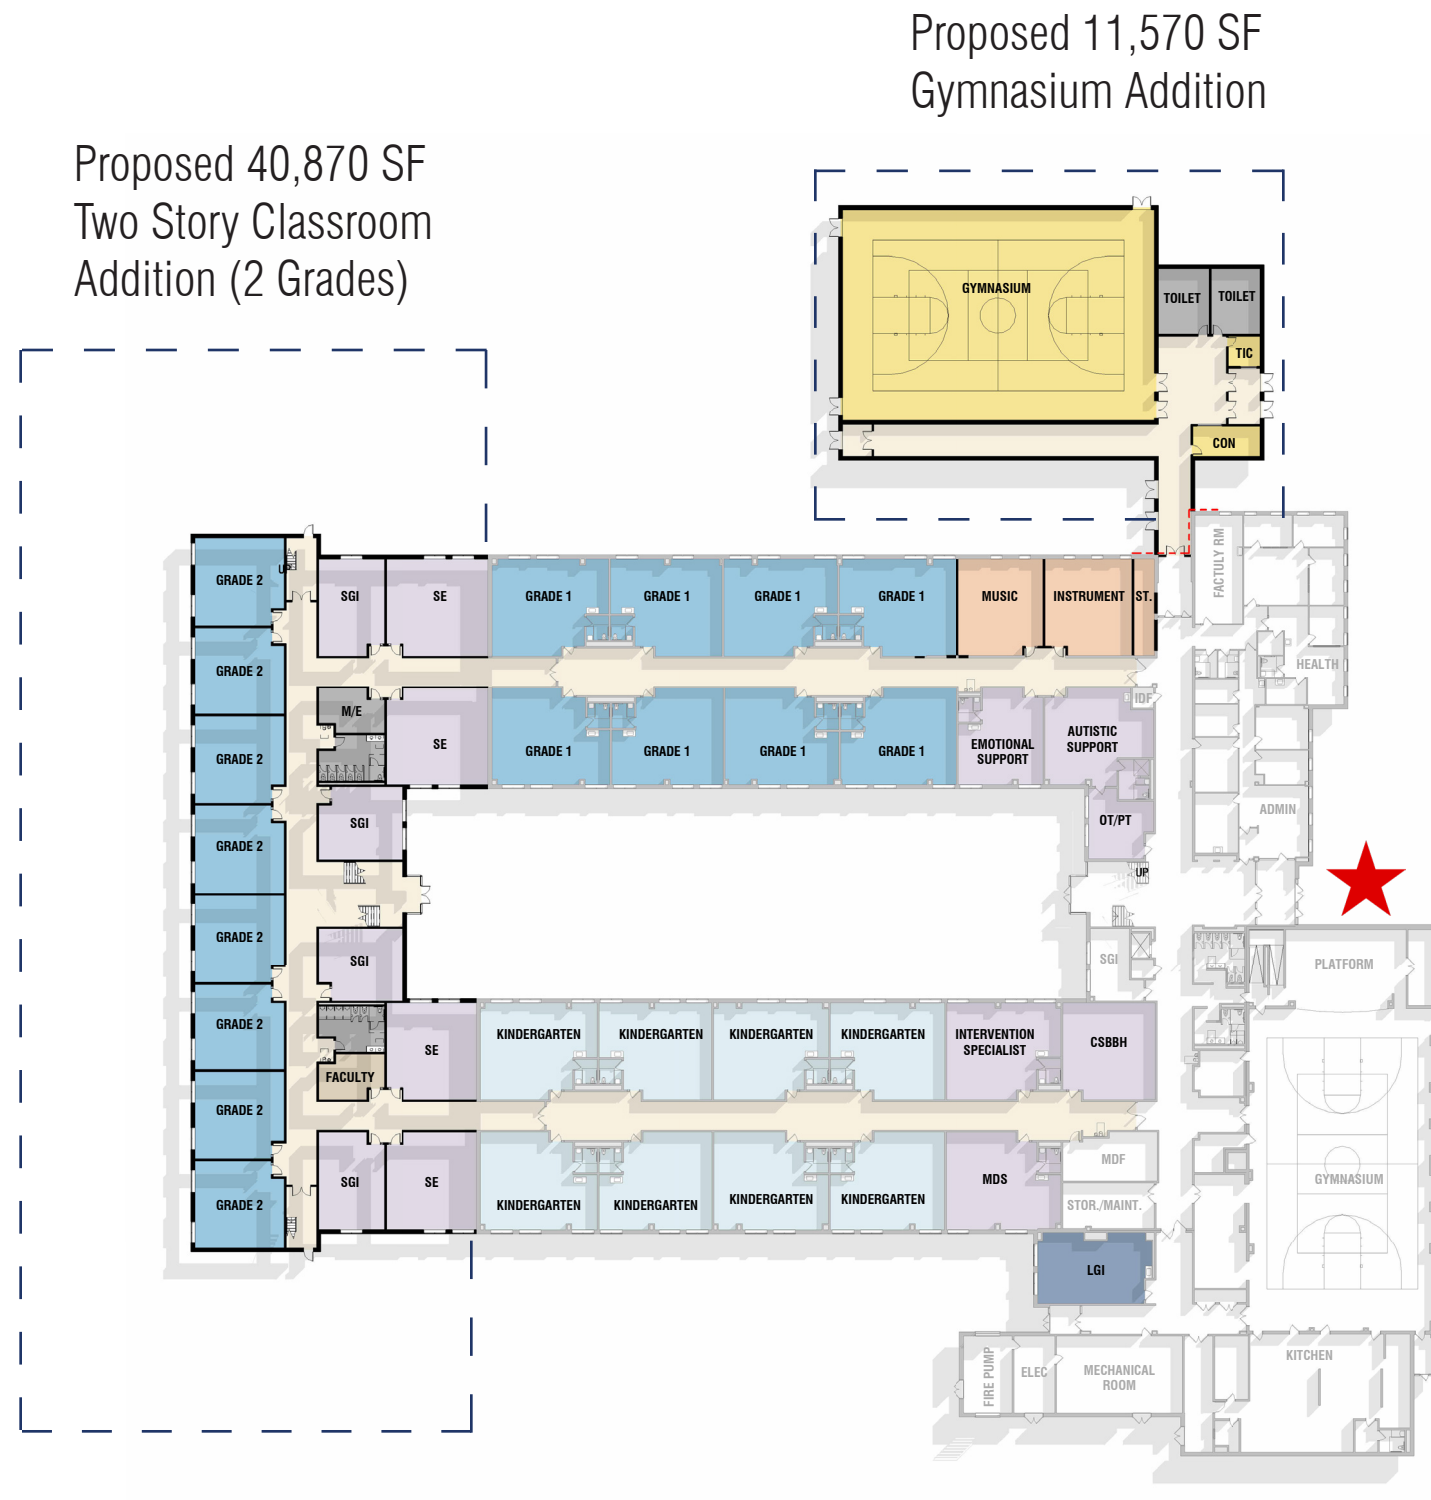 Proposed 11,570 SF
Gymnasium Addition
Proposed 40,870 SF
Two Story Classroom
Addition (2 Grades)
GYMNASIUM
TOILET
TOILET
TIC
CON
FACTULY RM
GRADE 2
U
SGI
SE
GRADE 1
GRADE 1
GRADE 1
GRADE 1
MUSIC
INSTRUMENT
ST.
HEALTH
GRADE 2
IDF
M/E
SE
GRADE 1
GRADE 1
GRADE 1
GRADE 1
EMOTIONAL
SUPPORT
AUTISTIC
SUPPORT
GRADE 2
SGI
OT/PT
ADMIN
GRADE 2
UP
GRADE 2
SGI
SGI
PLATFORM
GRADE 2
SE
KINDERGARTEN
KINDERGARTEN
KINDERGARTEN
KINDERGARTEN
INTERVENTION
SPECIALIST
CSBBH
FACULTY
GRADE 2
MDF
SGI
SE
KINDERGARTEN
KINDERGARTEN
KINDERGARTEN
KINDERGARTEN
MDS
GYMNASIUM
STOR./MAINT.
GRADE 2
LGI
FIRE PUMP
ELEC
MECHANICAL
ROOM
KITCHEN